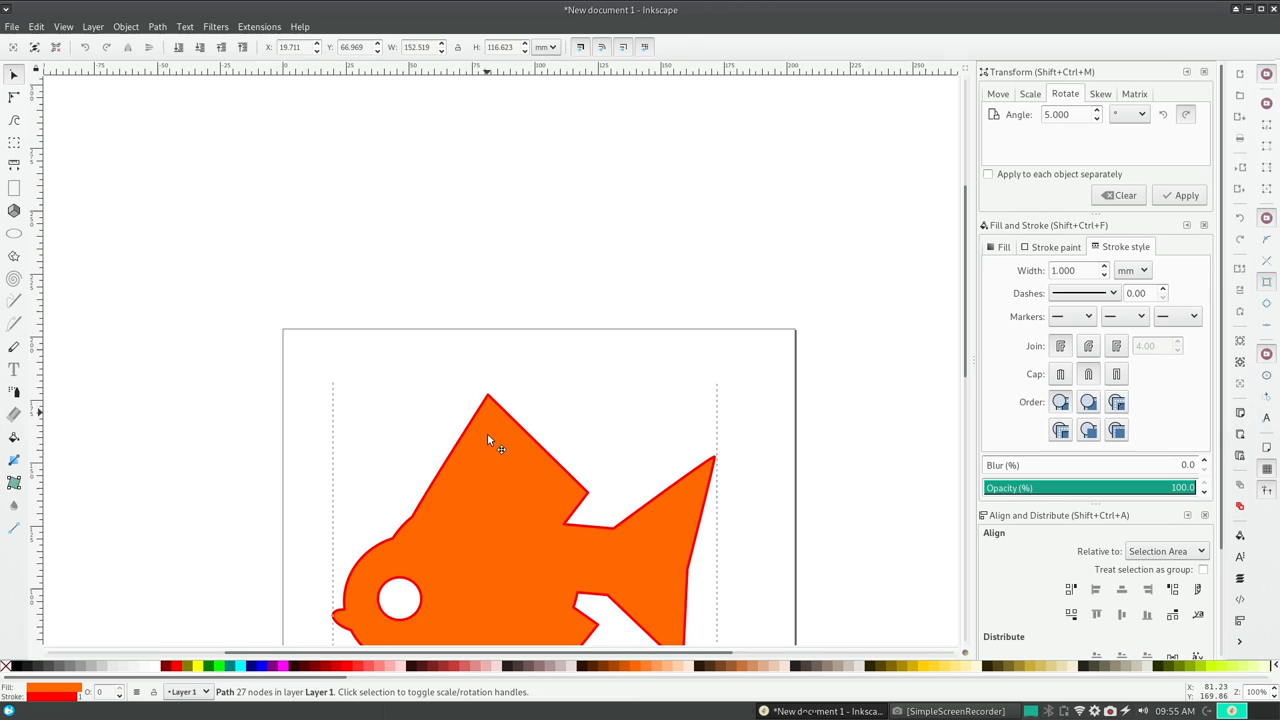 *New document 1 - Inkscape
File Edit View Layer Object Path Text Filters Extensions Help
X: 19.711 Y: 66.969 W: 152.519 H: 116.623 mm
Transform (Shift+Ctrl+M)
Move Scale Rotate Skew Matrix
Angle: 5.000 °
Apply to each object separately
Clear Apply
Fill and Stroke (Shift+Ctrl+F)
Fill Stroke paint Stroke style
Width: 1.000 mm
Dashes: 0.00
Markers:
Join: 4.00
Cap:
Order:
Blur (%) 0.0
Opacity (%) 100.0
Align and Distribute (Shift+Ctrl+A)
Align
Relative to: Selection Area
Treat selection as group:
Distribute
Fill:
Stroke: 1
O: 0
Layer 1
Path 27 nodes in layer Layer 1. Click selection to toggle scale/rotation handles.
X: 81.23
Y: 169.86
Z: 100%
*New document 1 - Inksca... [SimpleScreenRecorder] 09:55 AM